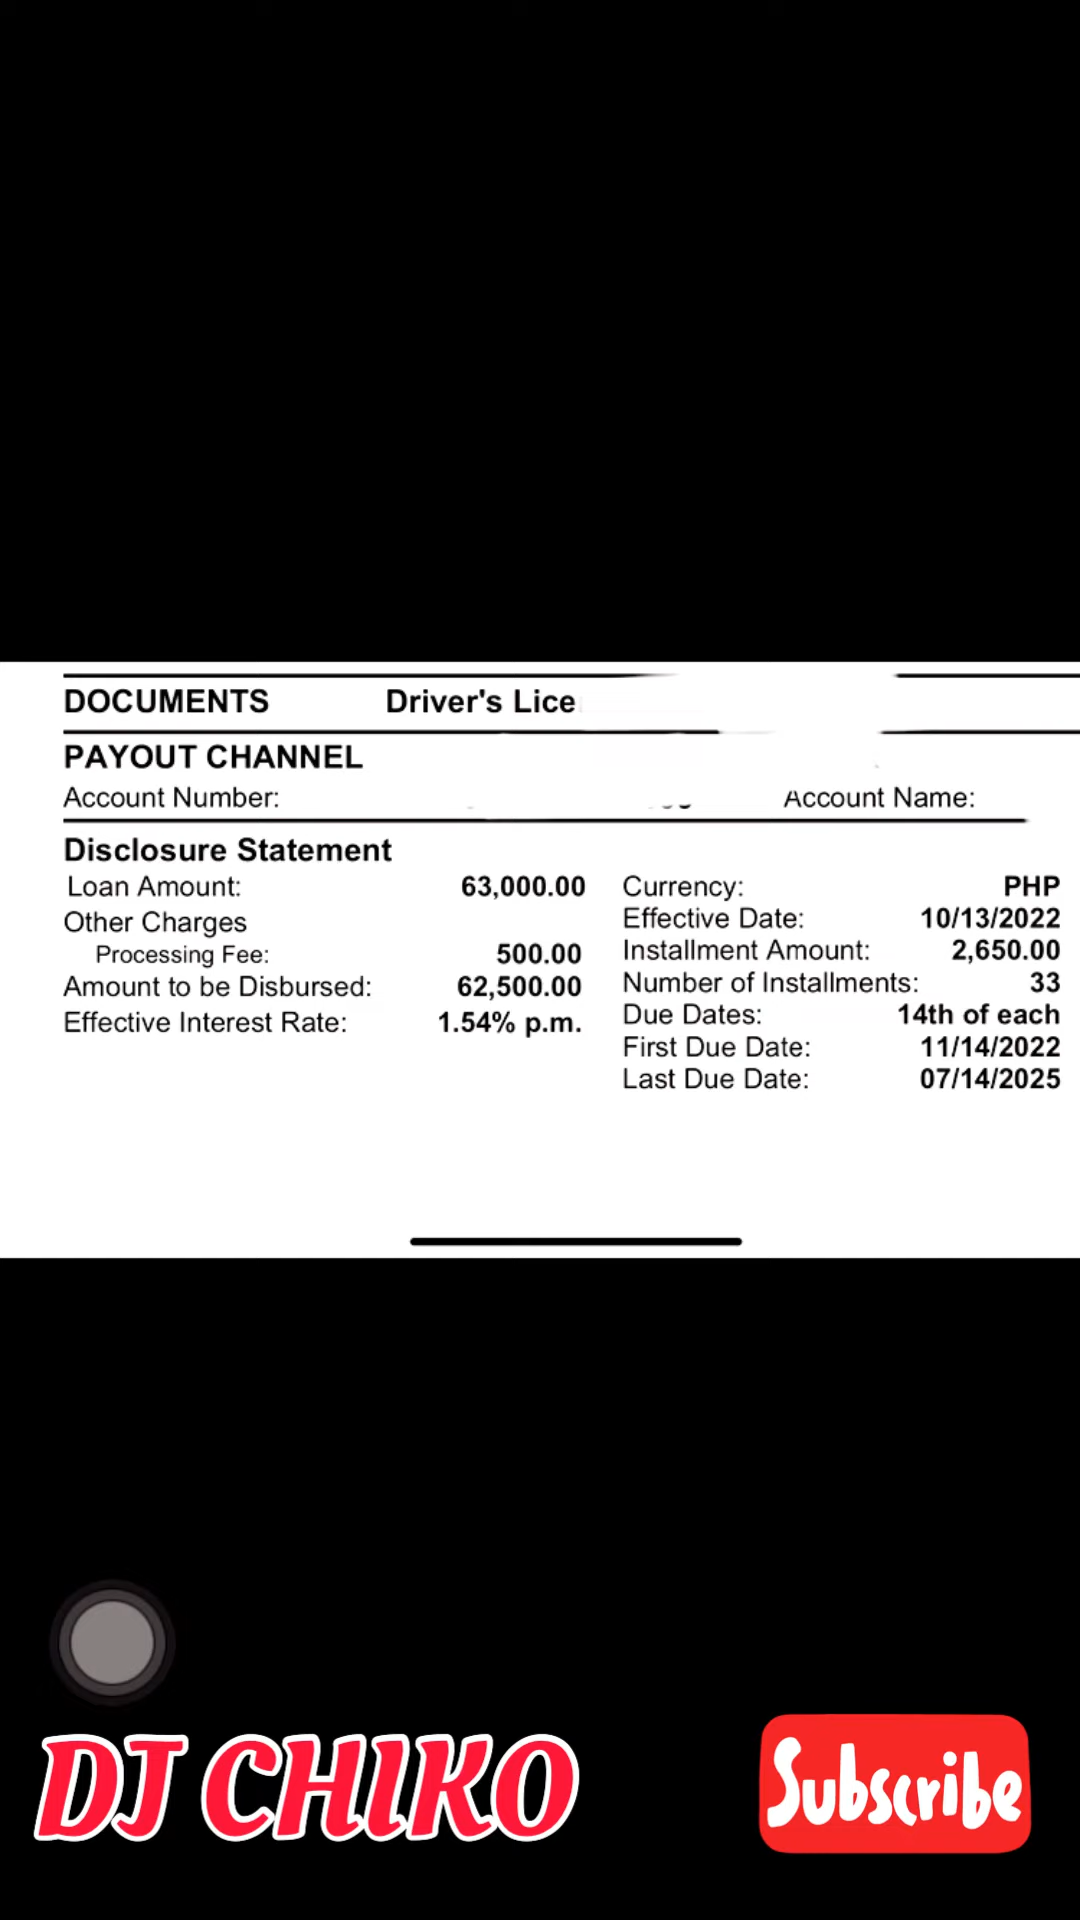 DOCUMENTS Driver's Lice
PAYOUT CHANNEL
Account Number: Account Name:
Disclosure Statement
Loan Amount: 63,000.00 Currency: PHP
Other Charges Effective Date: 10/13/2022
Processing Fee: 500.00 Installment Amount: 2,650.00
Amount to be Disbursed: 62,500.00 Number of Installments: 33
Effective Interest Rate: 1.54% p.m. Due Dates: 14th of each
First Due Date: 11/14/2022
Last Due Date: 07/14/2025
DJ CHIKO Subscribe